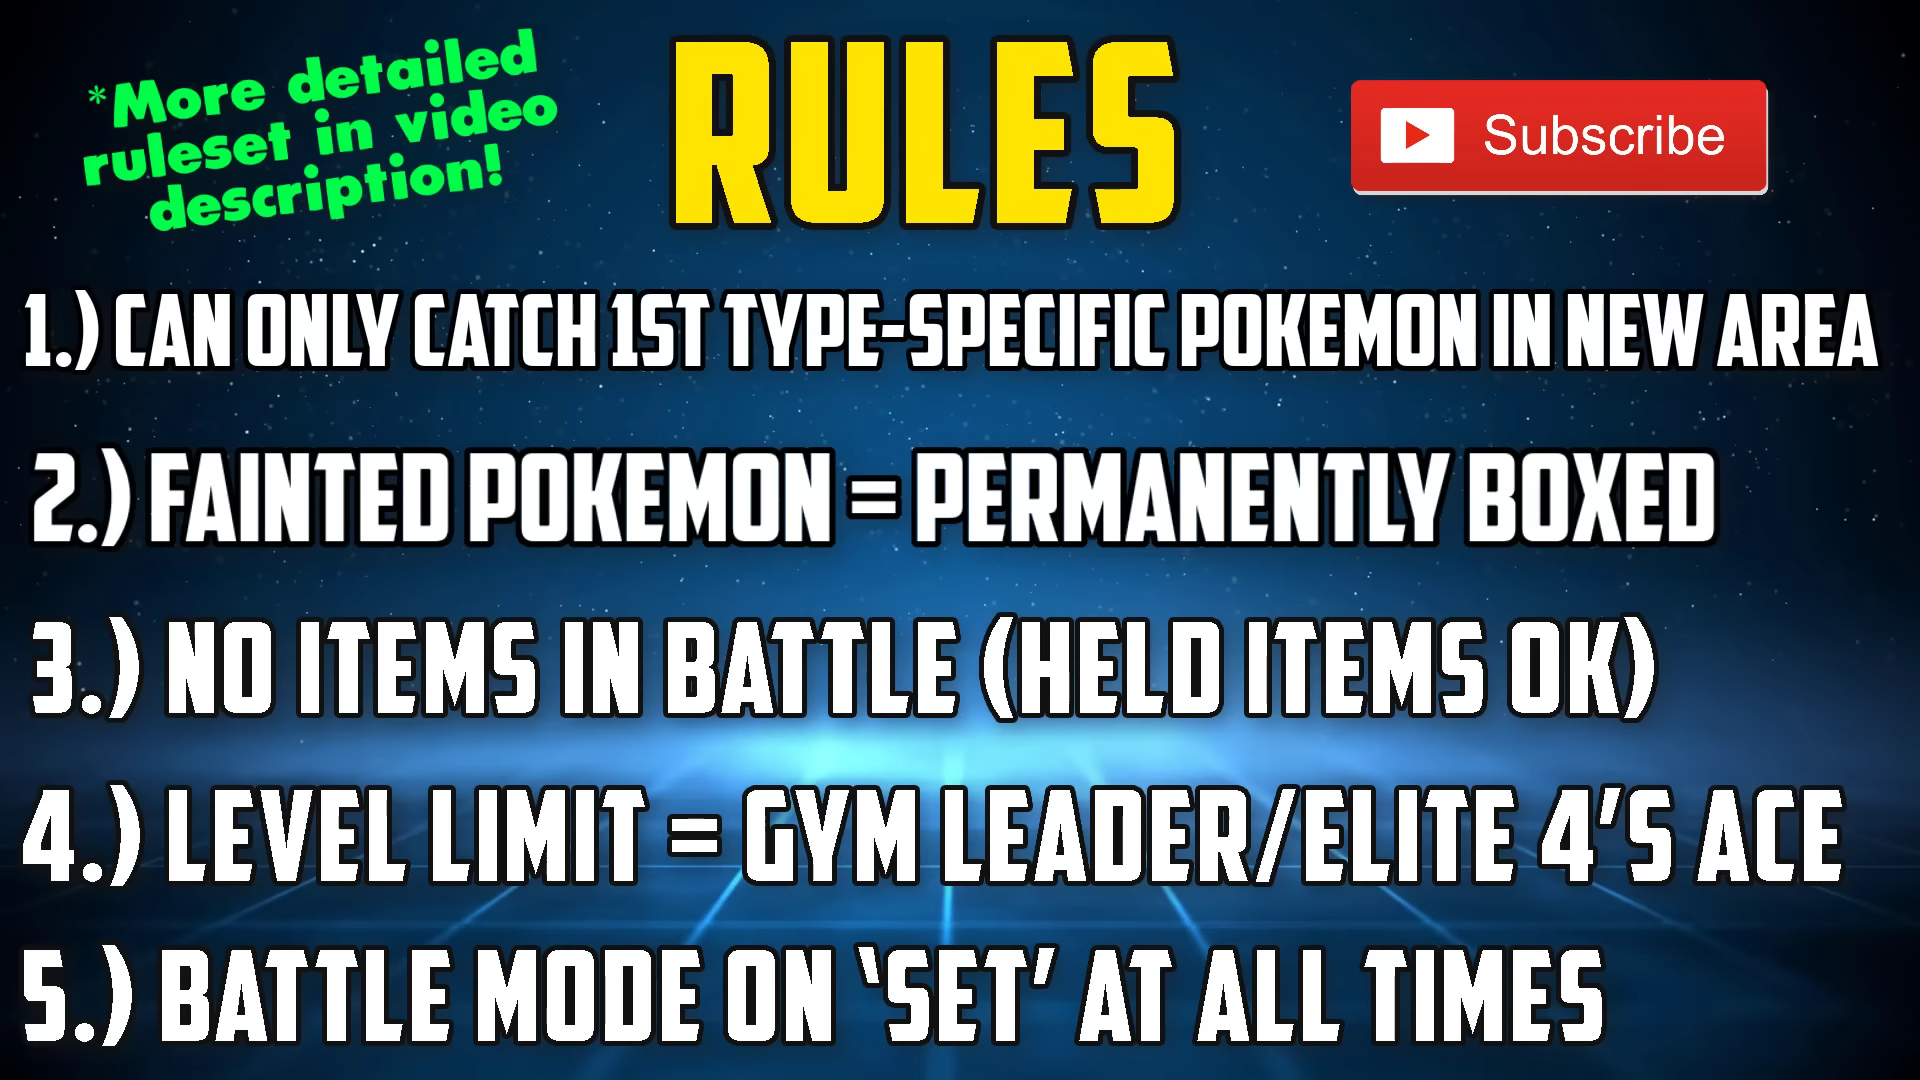 *More detailed
ruleset in video
description!
RULES
Subscribe
1.) CAN ONLY CATCH 1ST TYPE-SPECIFIC POKEMON IN NEW AREA
2.) FAINTED POKEMON = PERMANENTLY BOXED
3.) NO ITEMS IN BATTLE (HELD ITEMS OK)
4.) LEVEL LIMIT = GYM LEADER/ELITE 4'S ACE
5.) BATTLE MODE ON ‘SET’ AT ALL TIMES